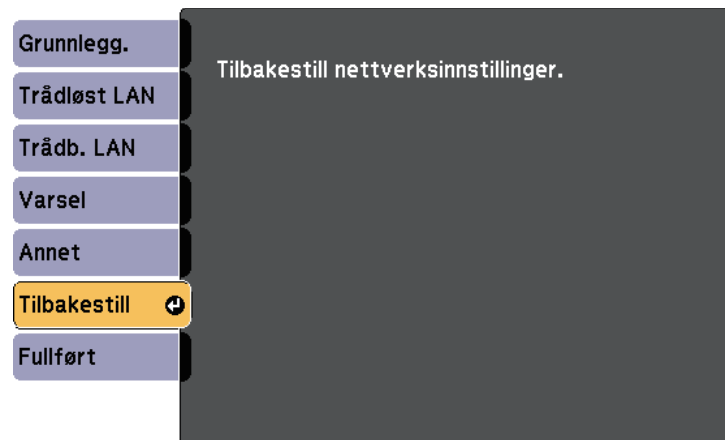 Grunnlegg.
Trådløst LAN
Trådb. LAN
Varsel
Annet
Tilbakestill
Fullført
Tilbakestill nettverksinnstillinger.